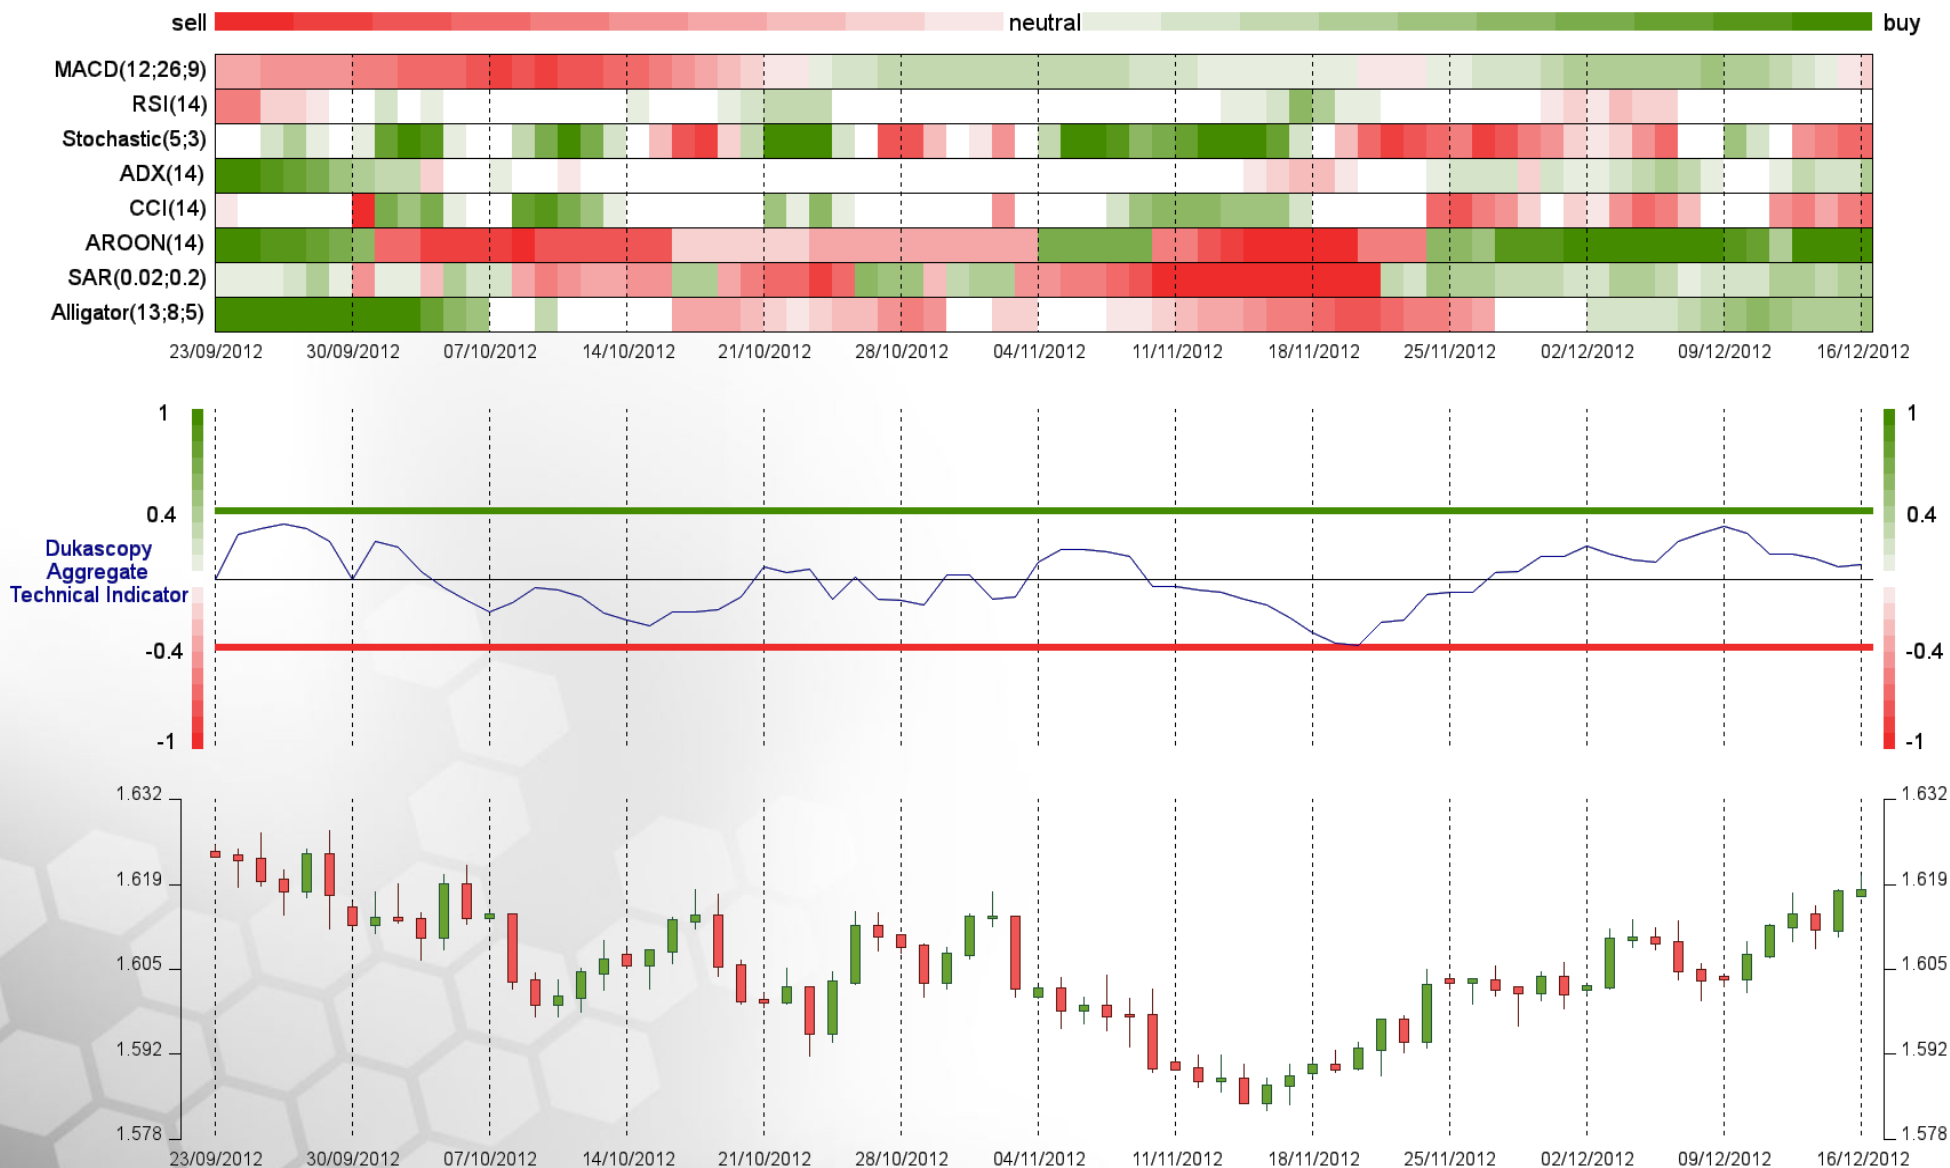 sell neutral buy
MACD(12;26;9)
RSI(14)
Stochastic(5;3)
ADX(14)
CCI(14)
AROON(14)
SAR(0.02;0.2)
Alligator(13;8;5)
23/09/2012 30/09/2012 07/10/2012 14/10/2012 21/10/2012 28/10/2012 04/11/2012 11/11/2012 18/11/2012 25/11/2012 02/12/2012 09/12/2012 16/12/2012
1 1
0.4 0.4
Dukascopy
Aggregate
Technical Indicator
-0.4 -0.4
-1 -1
1.632 1.632
1.619 1.619
1.605 1.605
1.592 1.592
1.578 1.578
23/09/2012 30/09/2012 07/10/2012 14/10/2012 21/10/2012 28/10/2012 04/11/2012 11/11/2012 18/11/2012 25/11/2012 02/12/2012 09/12/2012 16/12/2012